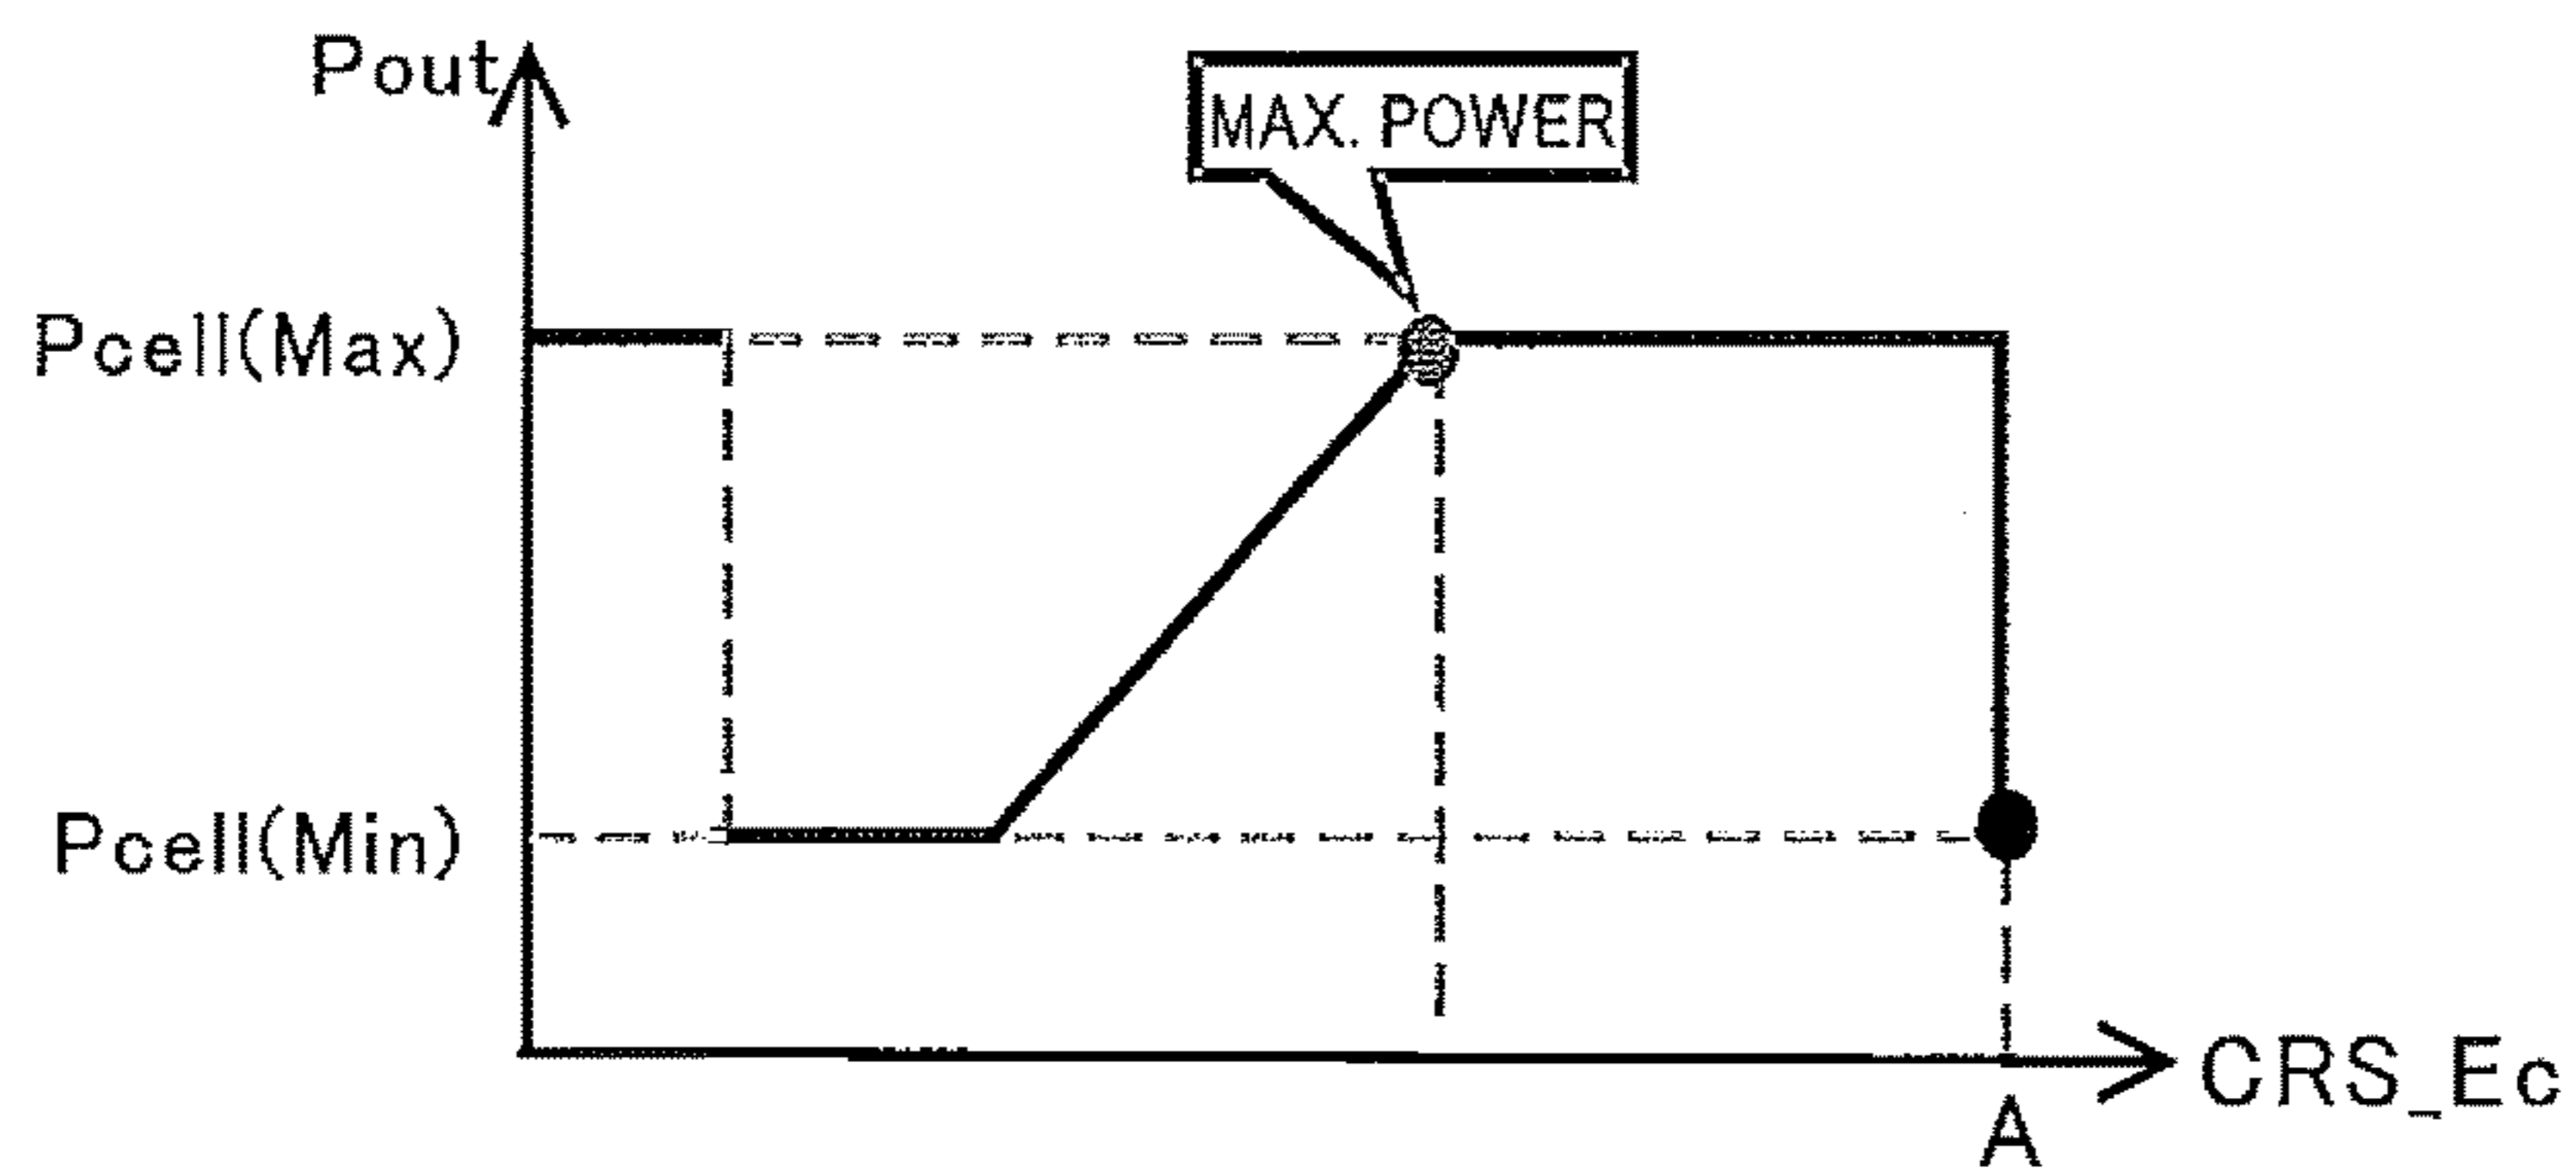 Pout
MAX. POWER
Pcell(Max)
Pcell(Min)
CRS_Ec
A